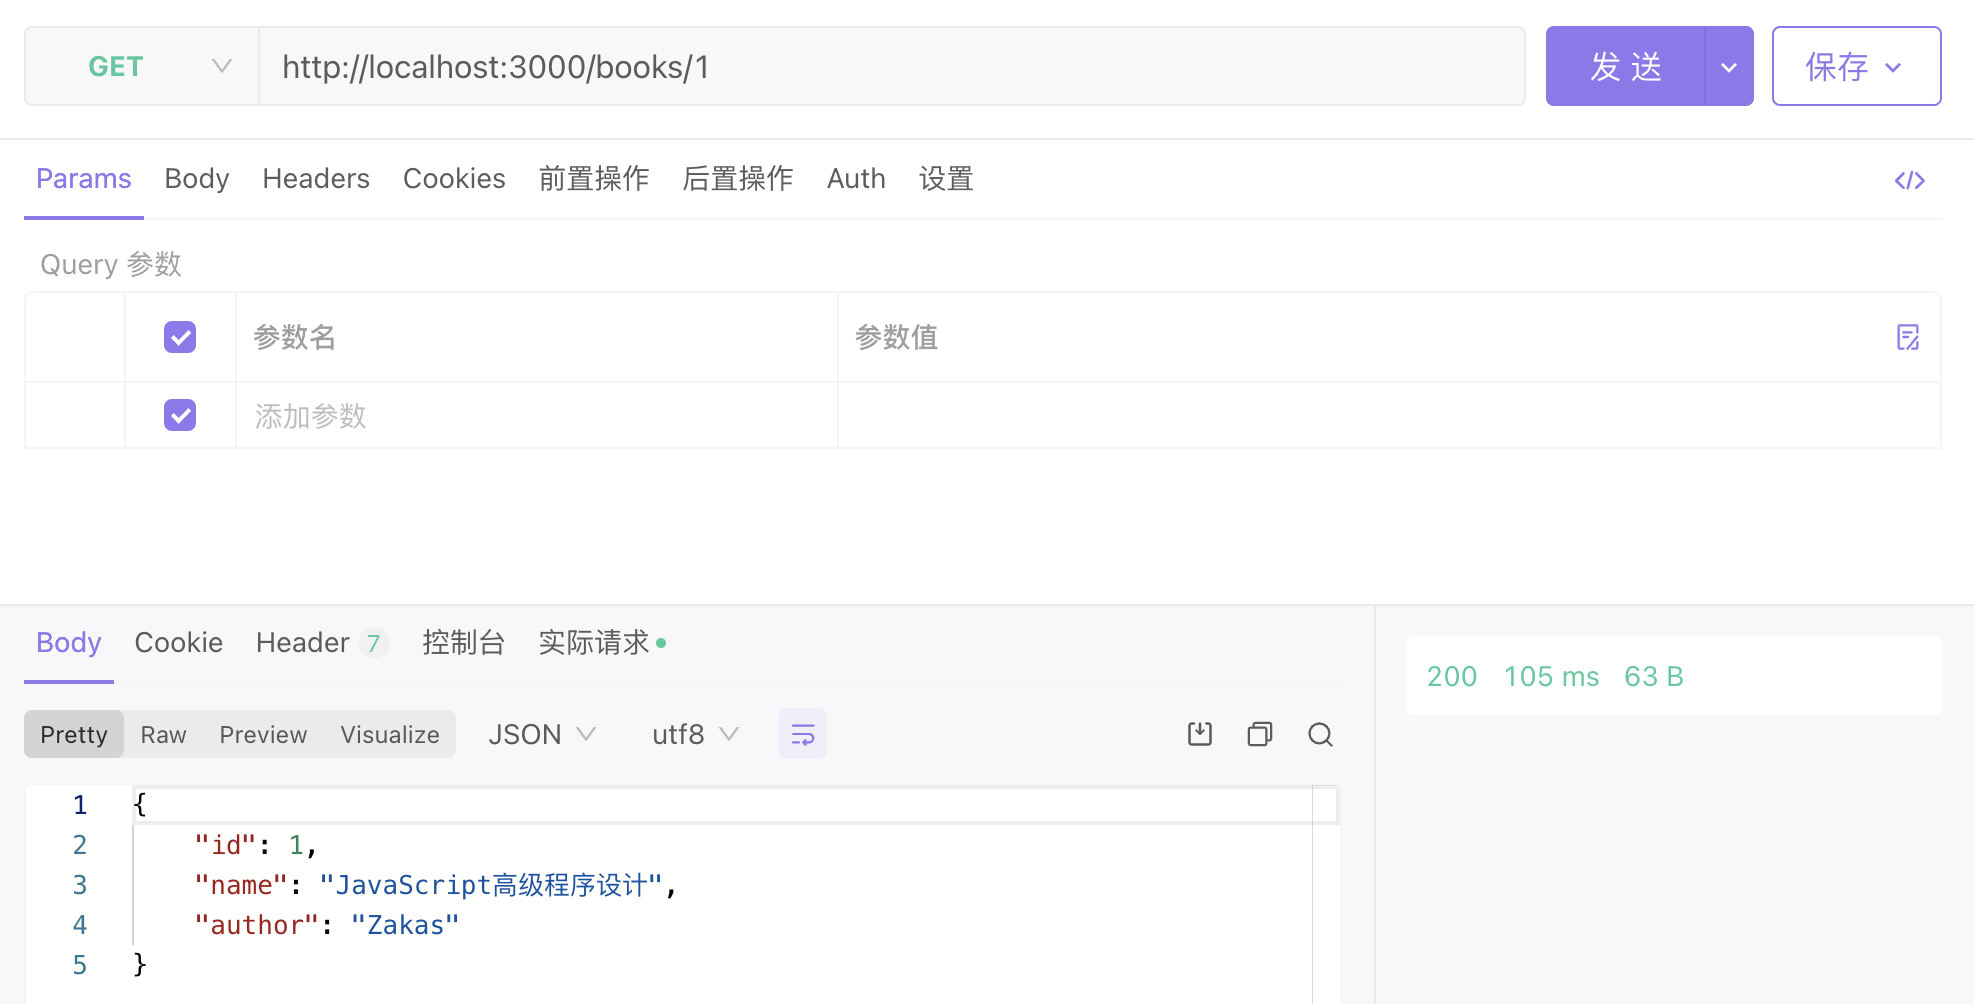 GET http://localhost:3000/books/1 发 送 保存
Params Body Headers Cookies 前置操作 后置操作 Auth 设置 </>
Query 参数
参数名 参数值
添加参数
Body Cookie Header 7 控制台 实际请求
200 105 ms 63 B
Pretty Raw Preview Visualize JSON utf8
1 {
2 "id": 1,
3 "name": "JavaScript高级程序设计",
4 "author": "Zakas"
5 }